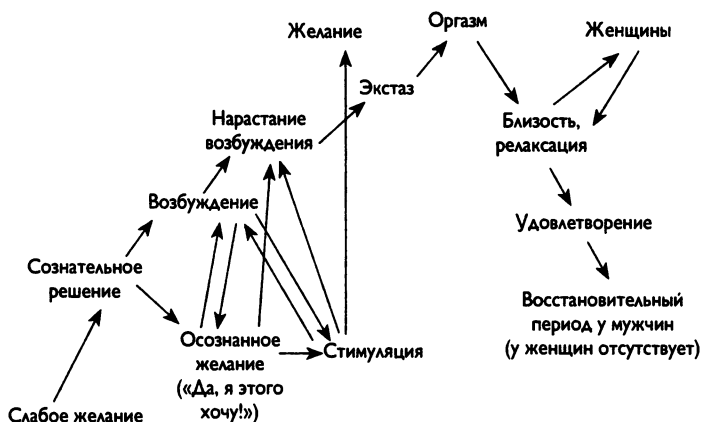 Желание
Оргазм
Женщины
Экстаз
Нарастание
возбуждения
Близость,
релаксация
Возбуждение
Удовлетворение
Сознательное
решение
Восстановительный
период у мужчин
(у женщин отсутствует)
Осознанное
желание
(«Да, я этого
хочу!»)
Стимуляция
Слабое желание